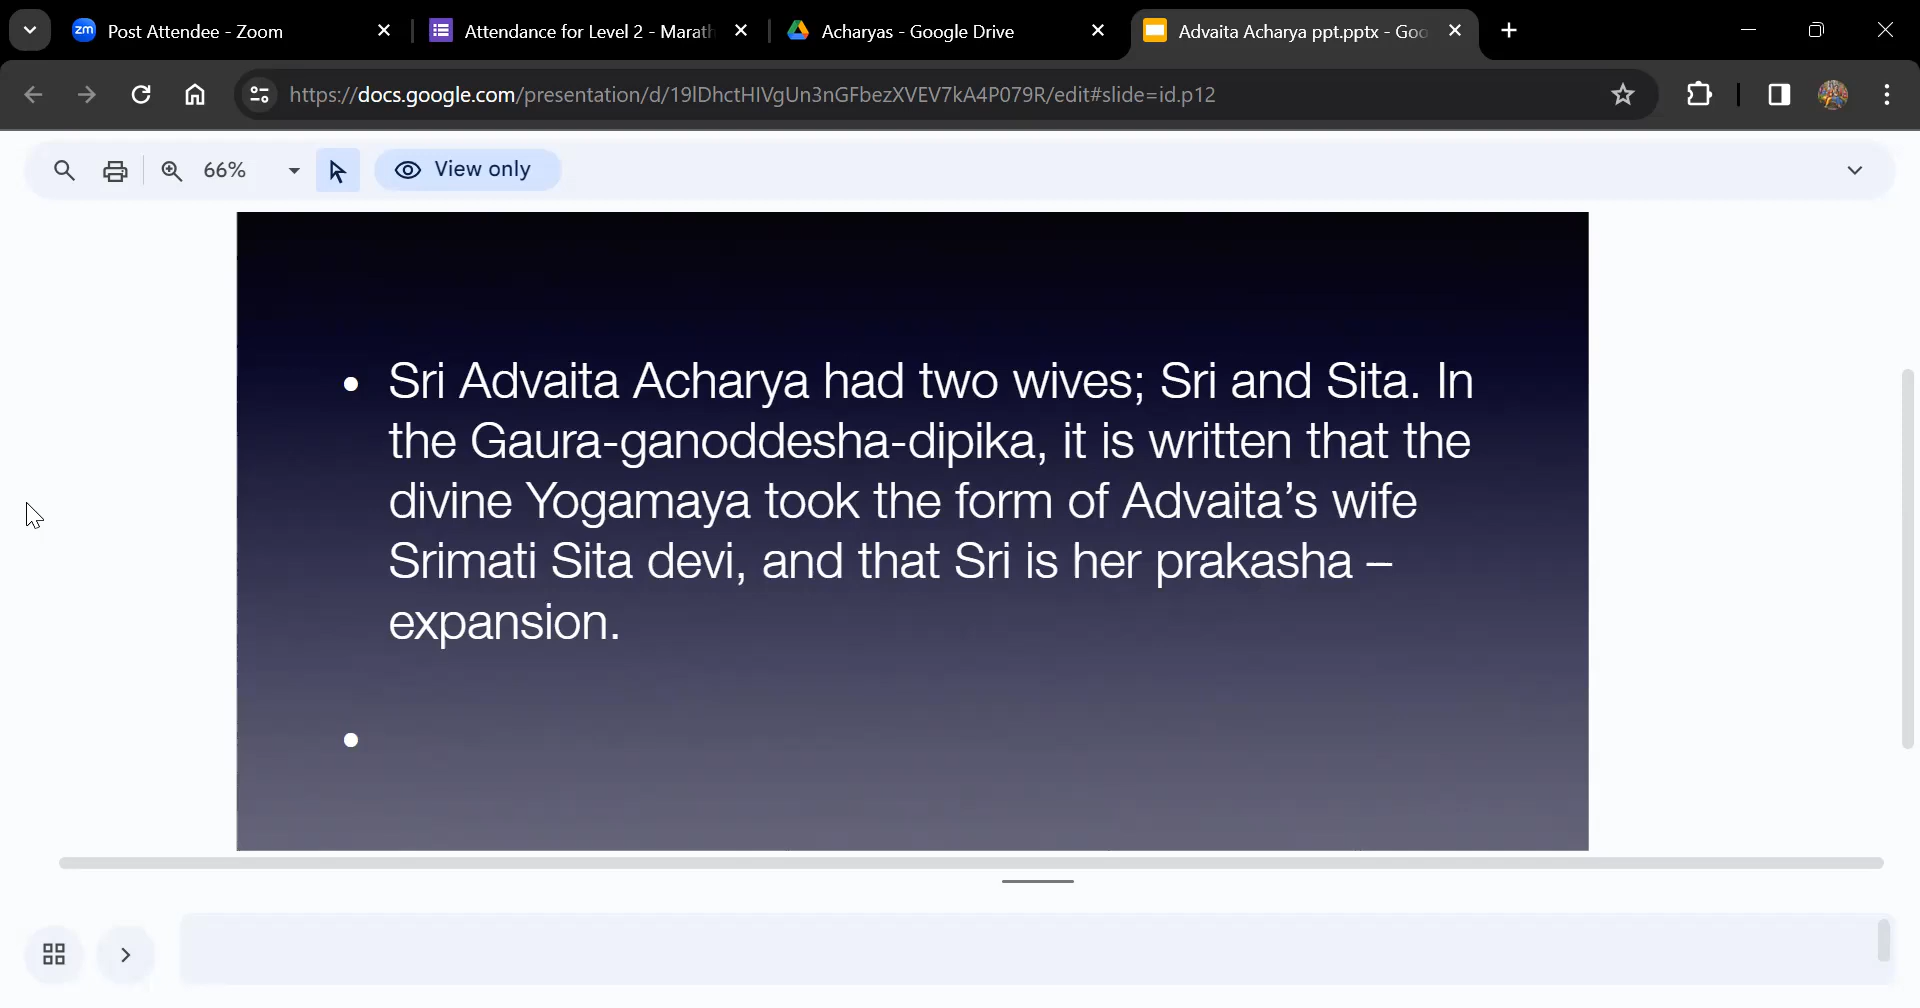 Post Attendee - Zoom
Attendance for Level 2 - Marath
Acharyas - Google Drive
Advaita Acharya ppt.pptx - Goo
https://docs.google.com/presentation/d/19IDhctHIVgUn3nGFbezXVEV7kA4P079R/edit#slide=id.p12
66%
View only
• Sri Advaita Acharya had two wives; Sri and Sita. In
the Gaura-ganoddesha-dipika, it is written that the
divine Yogamaya took the form of Advaita’s wife
Srimati Sita devi, and that Sri is her prakasha –
expansion.
•